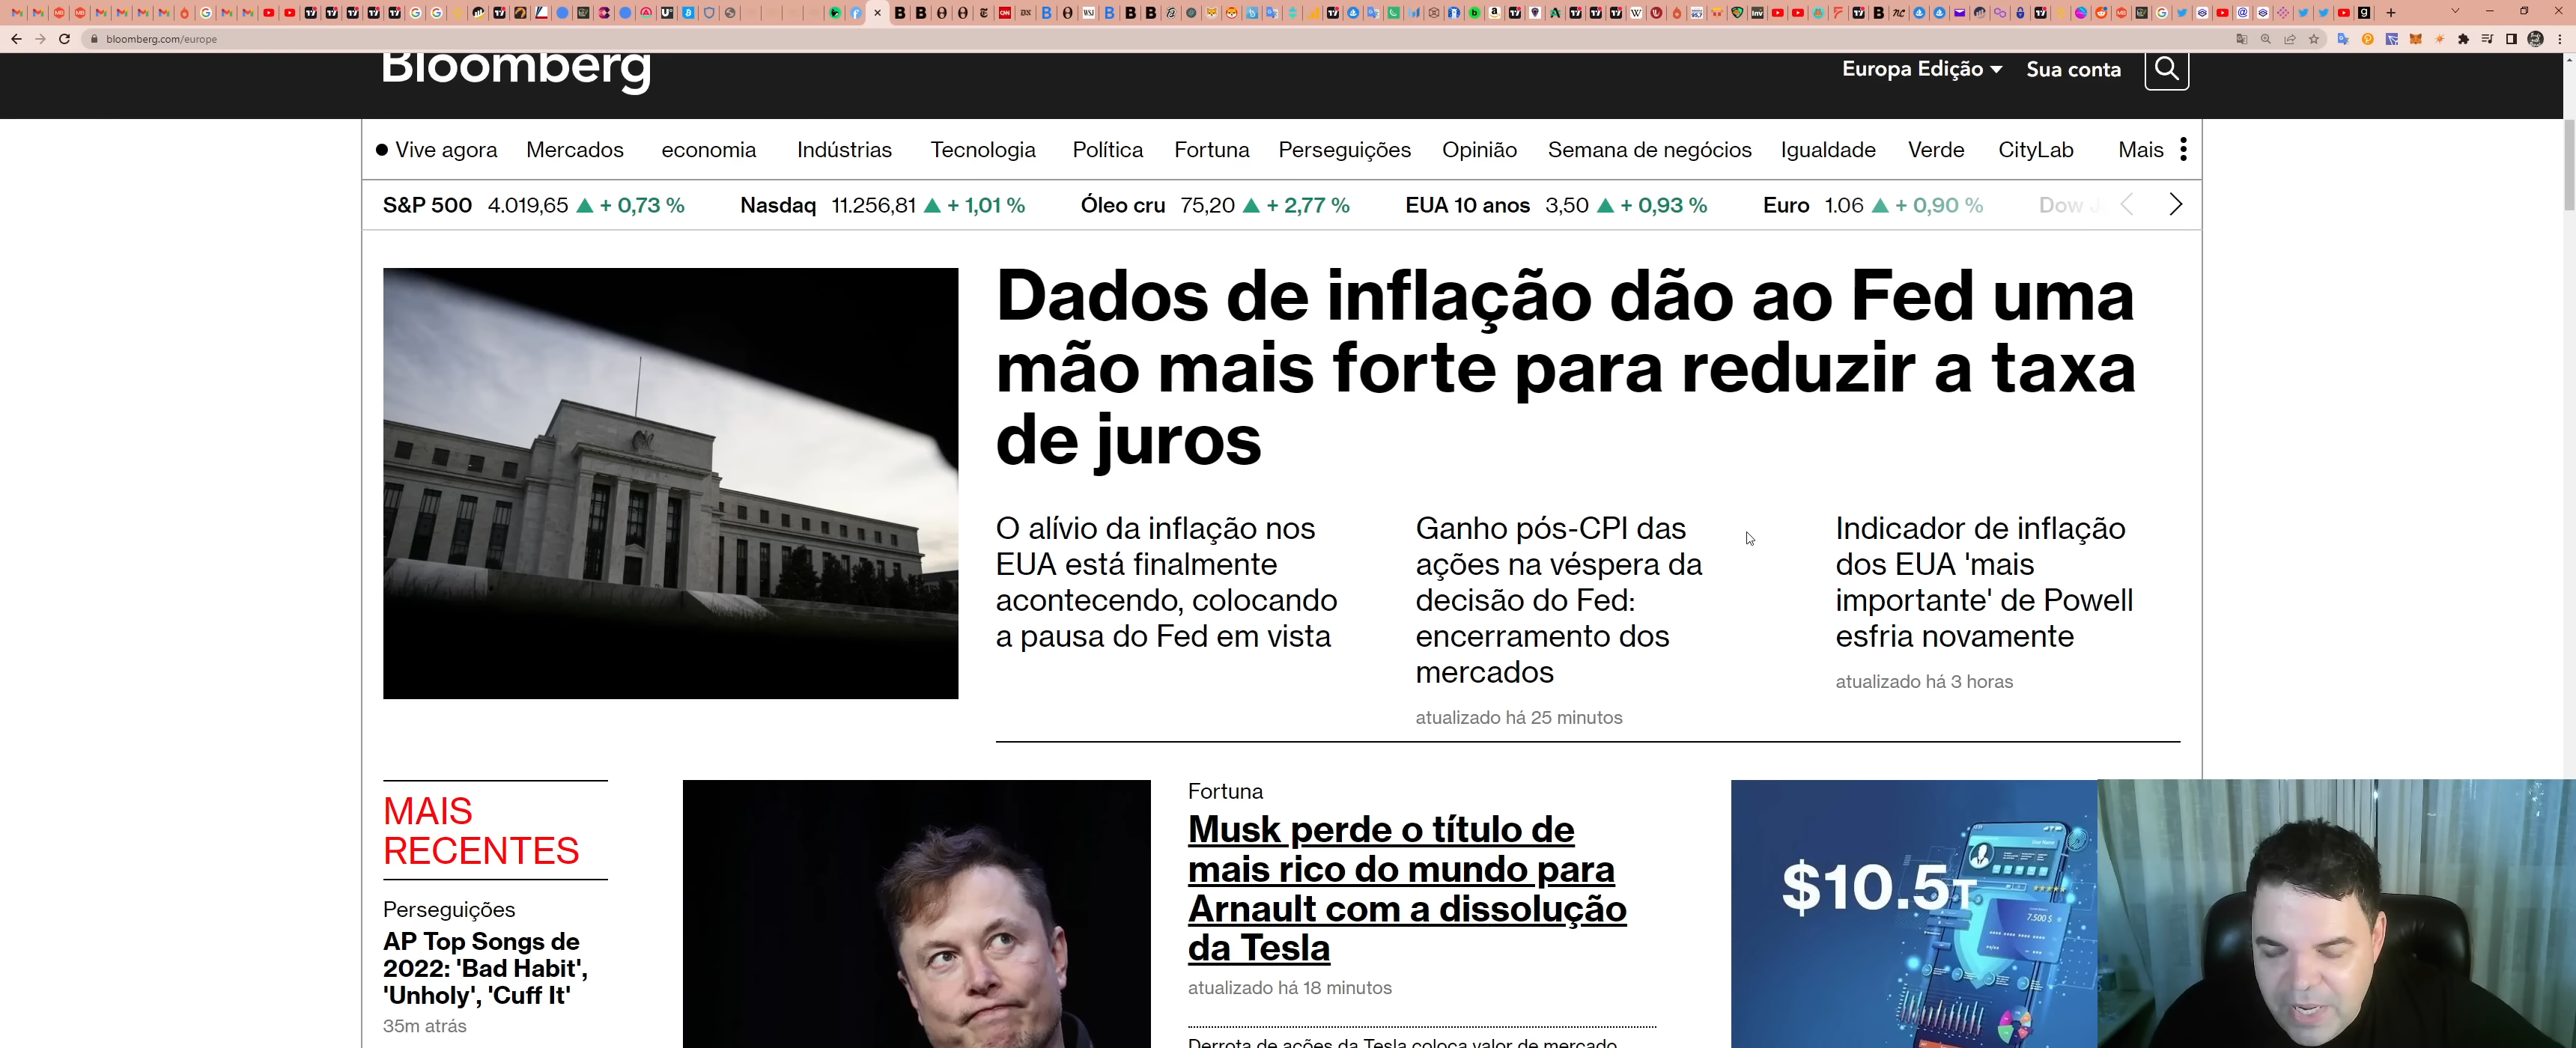 bloomberg.com/europe
Bloomberg
Europa Edição
Sua conta
Vive agora Mercados economia Indústrias Tecnologia Política Fortuna Perseguições Opinião Semana de negócios Igualdade Verde CityLab Mais
S&P 500 4.019,65 ▲ + 0,73 % Nasdaq 11.256,81 ▲ + 1,01 % Óleo cru 75,20 ▲ + 2,77 % EUA 10 anos 3,50 ▲ + 0,93 % Euro 1.06 ▲ + 0,90 % Dow
Dados de inflação dão ao Fed uma
mão mais forte para reduzir a taxa
de juros
O alívio da inflação nos
EUA está finalmente
acontecendo, colocando
a pausa do Fed em vista
Ganho pós-CPI das
ações na véspera da
decisão do Fed:
encerramento dos
mercados
atualizado há 25 minutos
Indicador de inflação
dos EUA 'mais
importante' de Powell
esfria novamente
atualizado há 3 horas
MAIS
RECENTES
Perseguições
AP Top Songs de
2022: 'Bad Habit',
'Unholy', 'Cuff It'
35m atrás
Fortuna
Musk perde o título de
mais rico do mundo para
Arnault com a dissolução
da Tesla
atualizado há 18 minutos
Derrota de ações da Tesla coloca valor de mercado
$10.5T
7.500 $